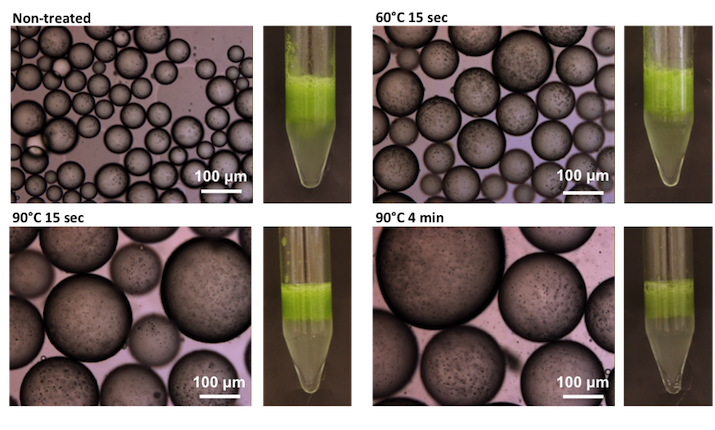 Non-treated
60°C 15 sec
100 µm
100 µm
90°C 15 sec
90°C 4 min
100 µm
100 µm